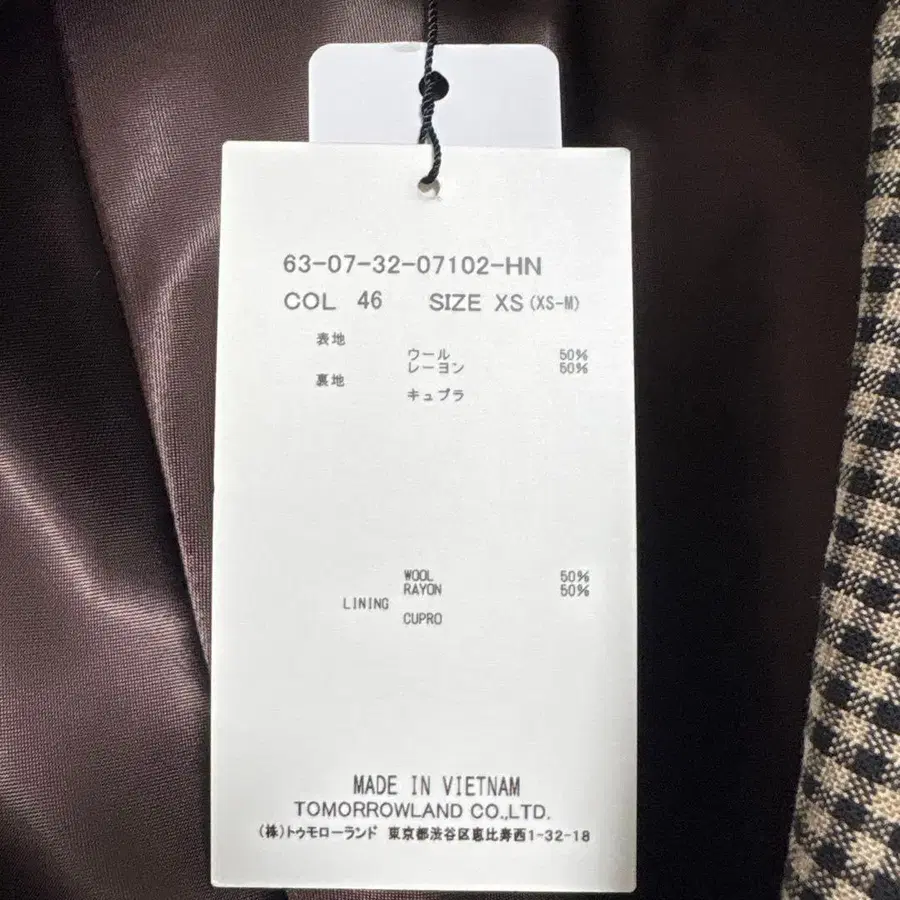 63-07-32-07102-HN
COL 46 SIZE XS (XS-M)
表地
ウール 50%
レーヨン 50%
裏地
キュプラ
WOOL 50%
RAYON 50%
LINING
CUPRO
MADE IN VIETNAM
TOMORROWLAND CO.,LTD.
(株)トゥモローランド 東京都渋谷区恵比寿西1-32-18